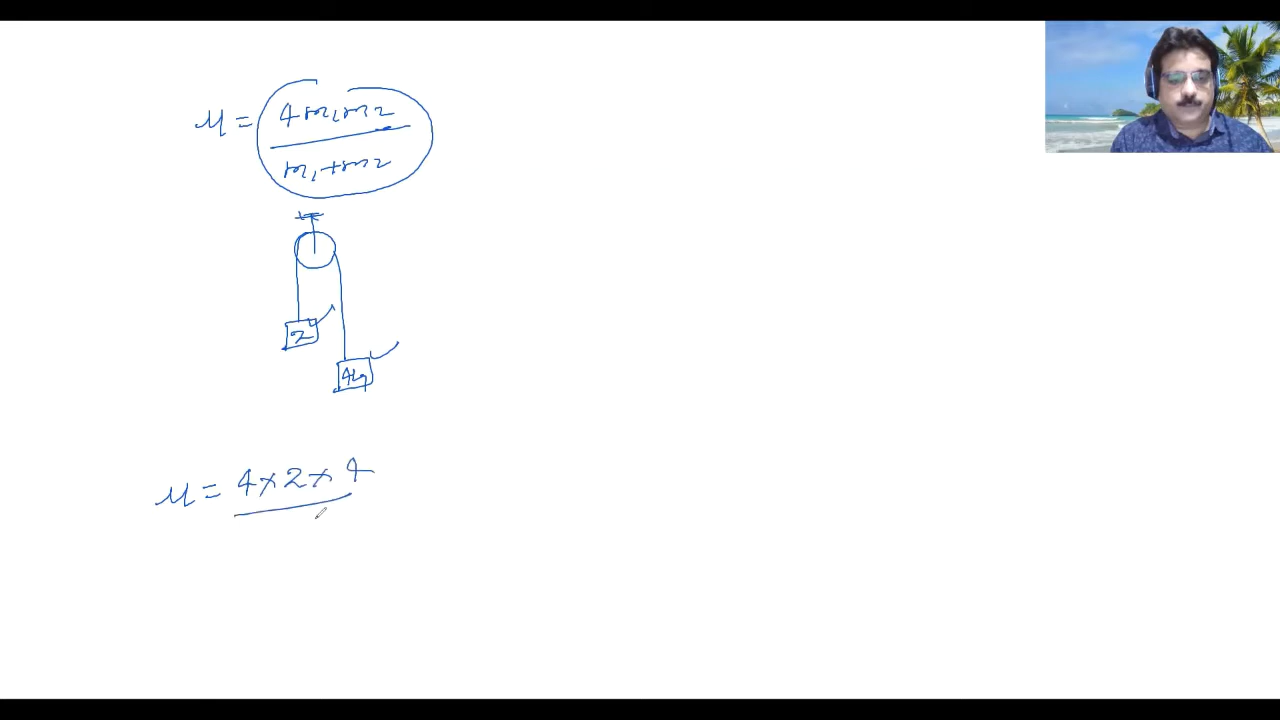 μ = 4m₁m₂
m₁+m₂
2
4kg
μ = 4×2×4